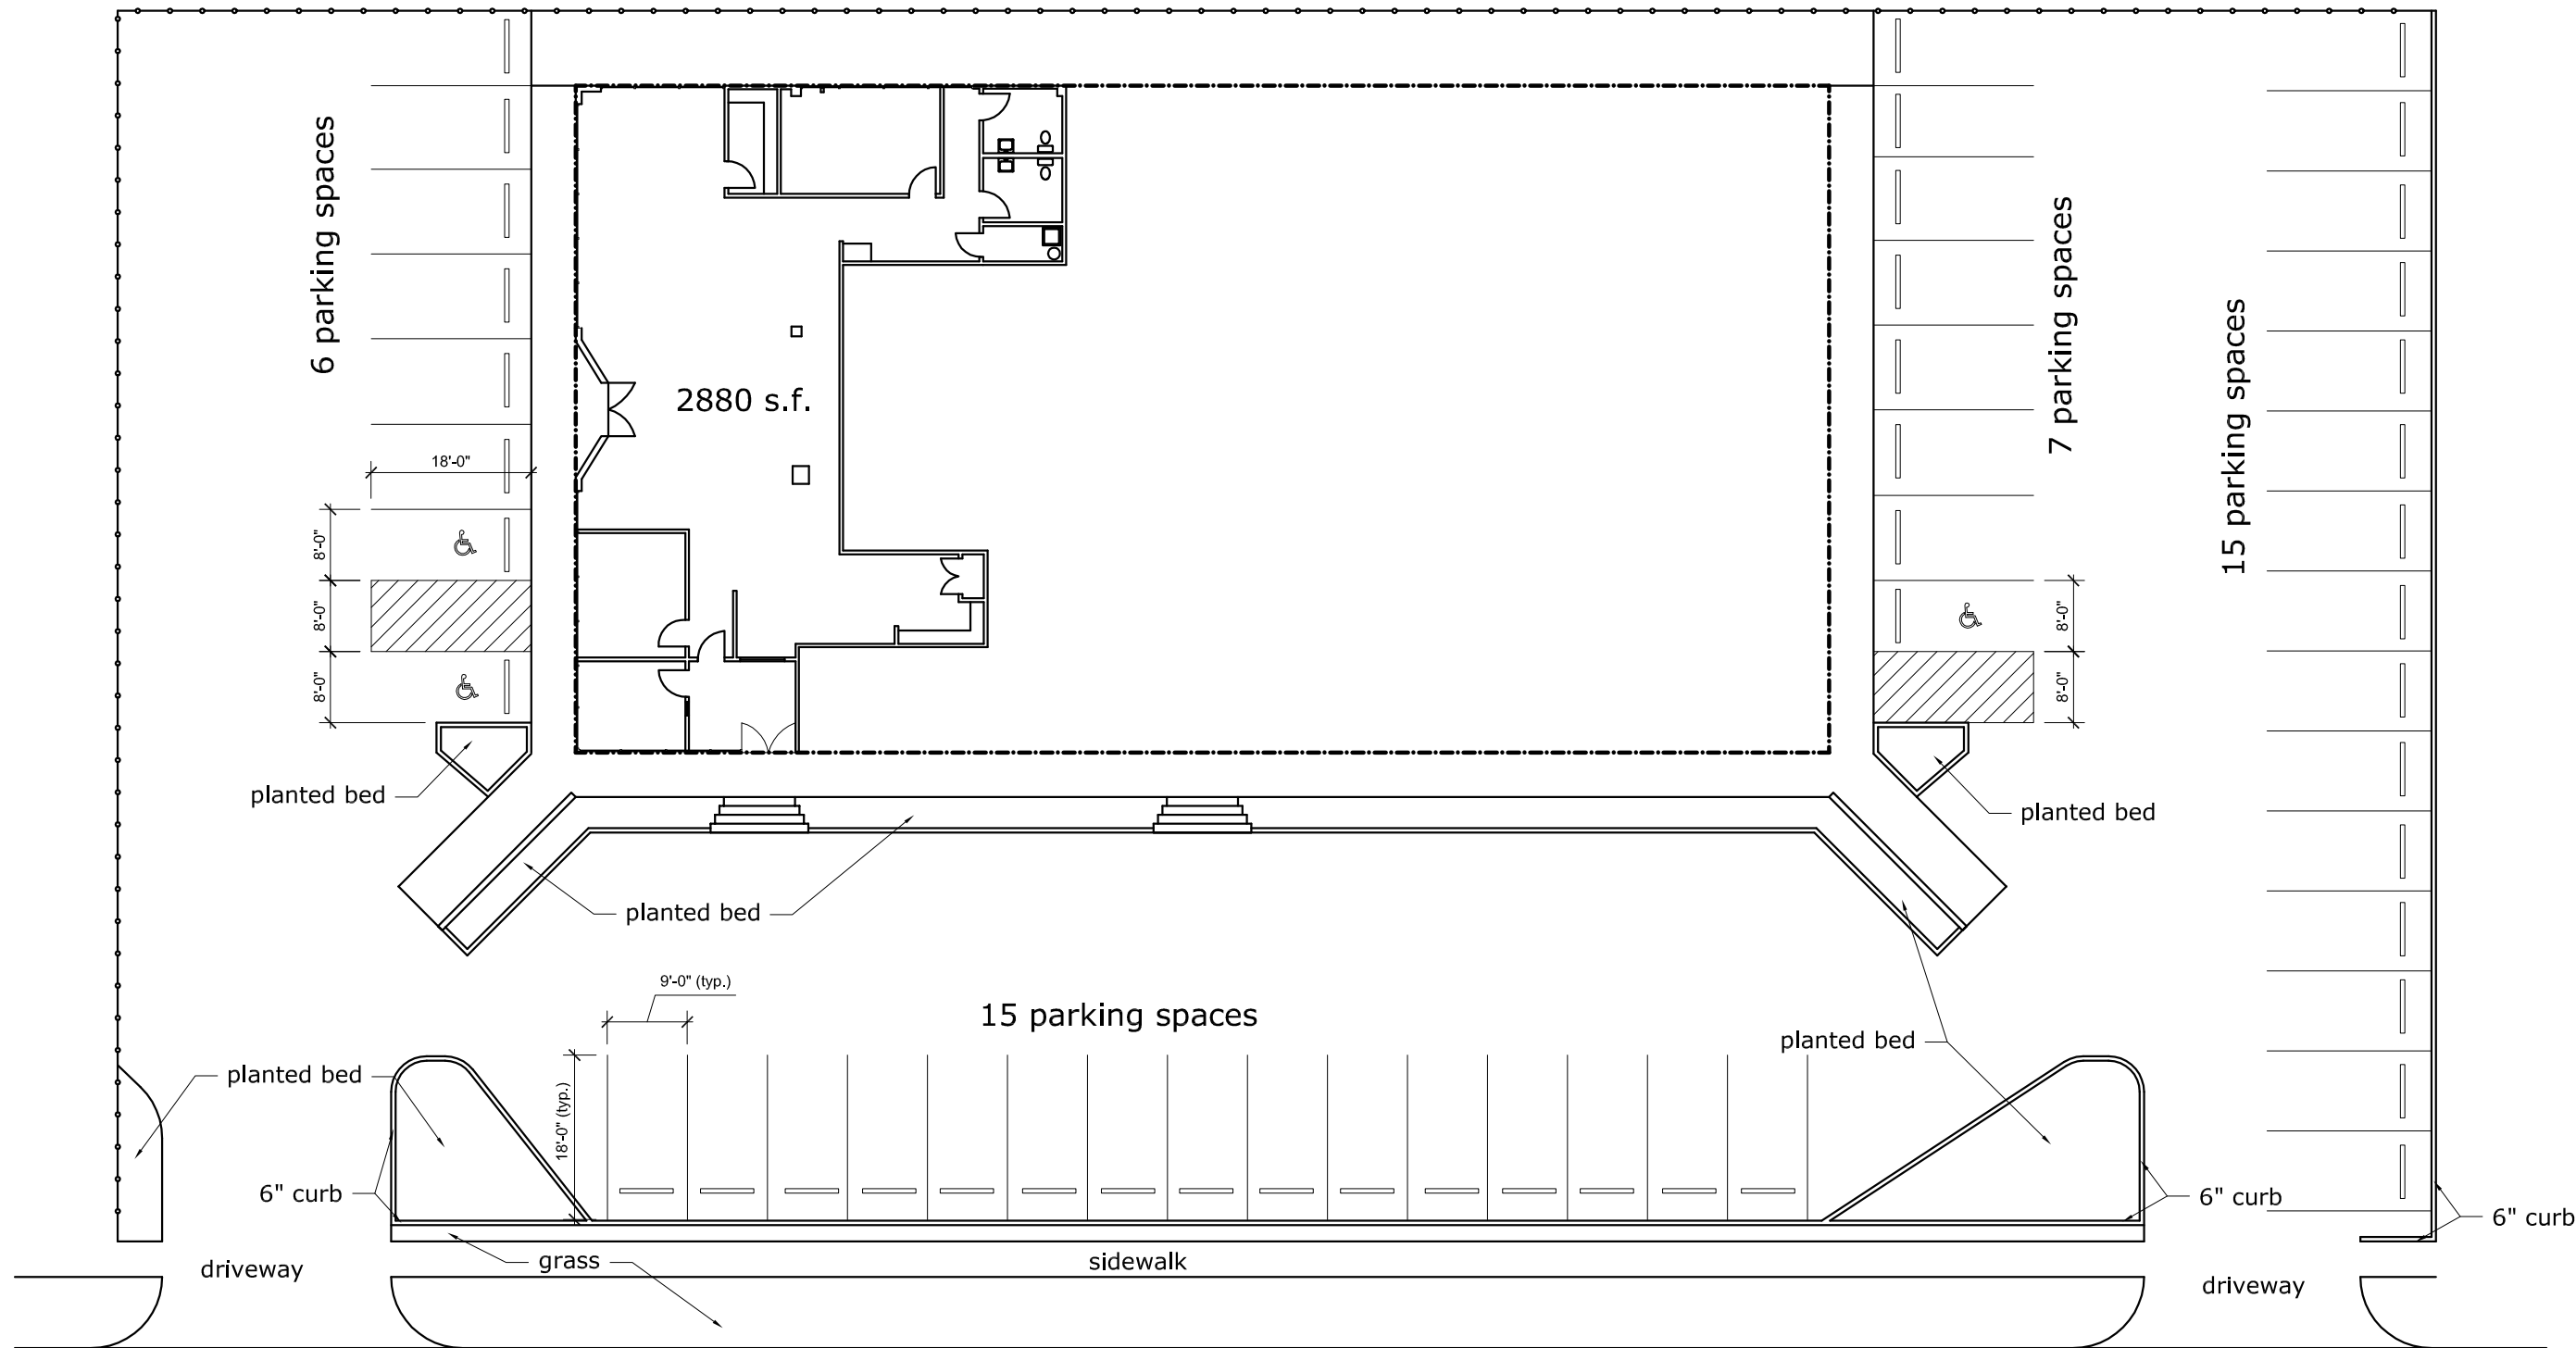 6 parking spaces
7 parking spaces
15 parking spaces
2880 s.f.
18'-0"
8'-0"
8'-0"
8'-0"
8'-0"
8'-0"
planted bed
planted bed
planted bed
9'-0" (typ.)
15 parking spaces
planted bed
planted bed
18'-0" (typ.)
6" curb
6" curb
6" curb
grass
sidewalk
driveway
driveway